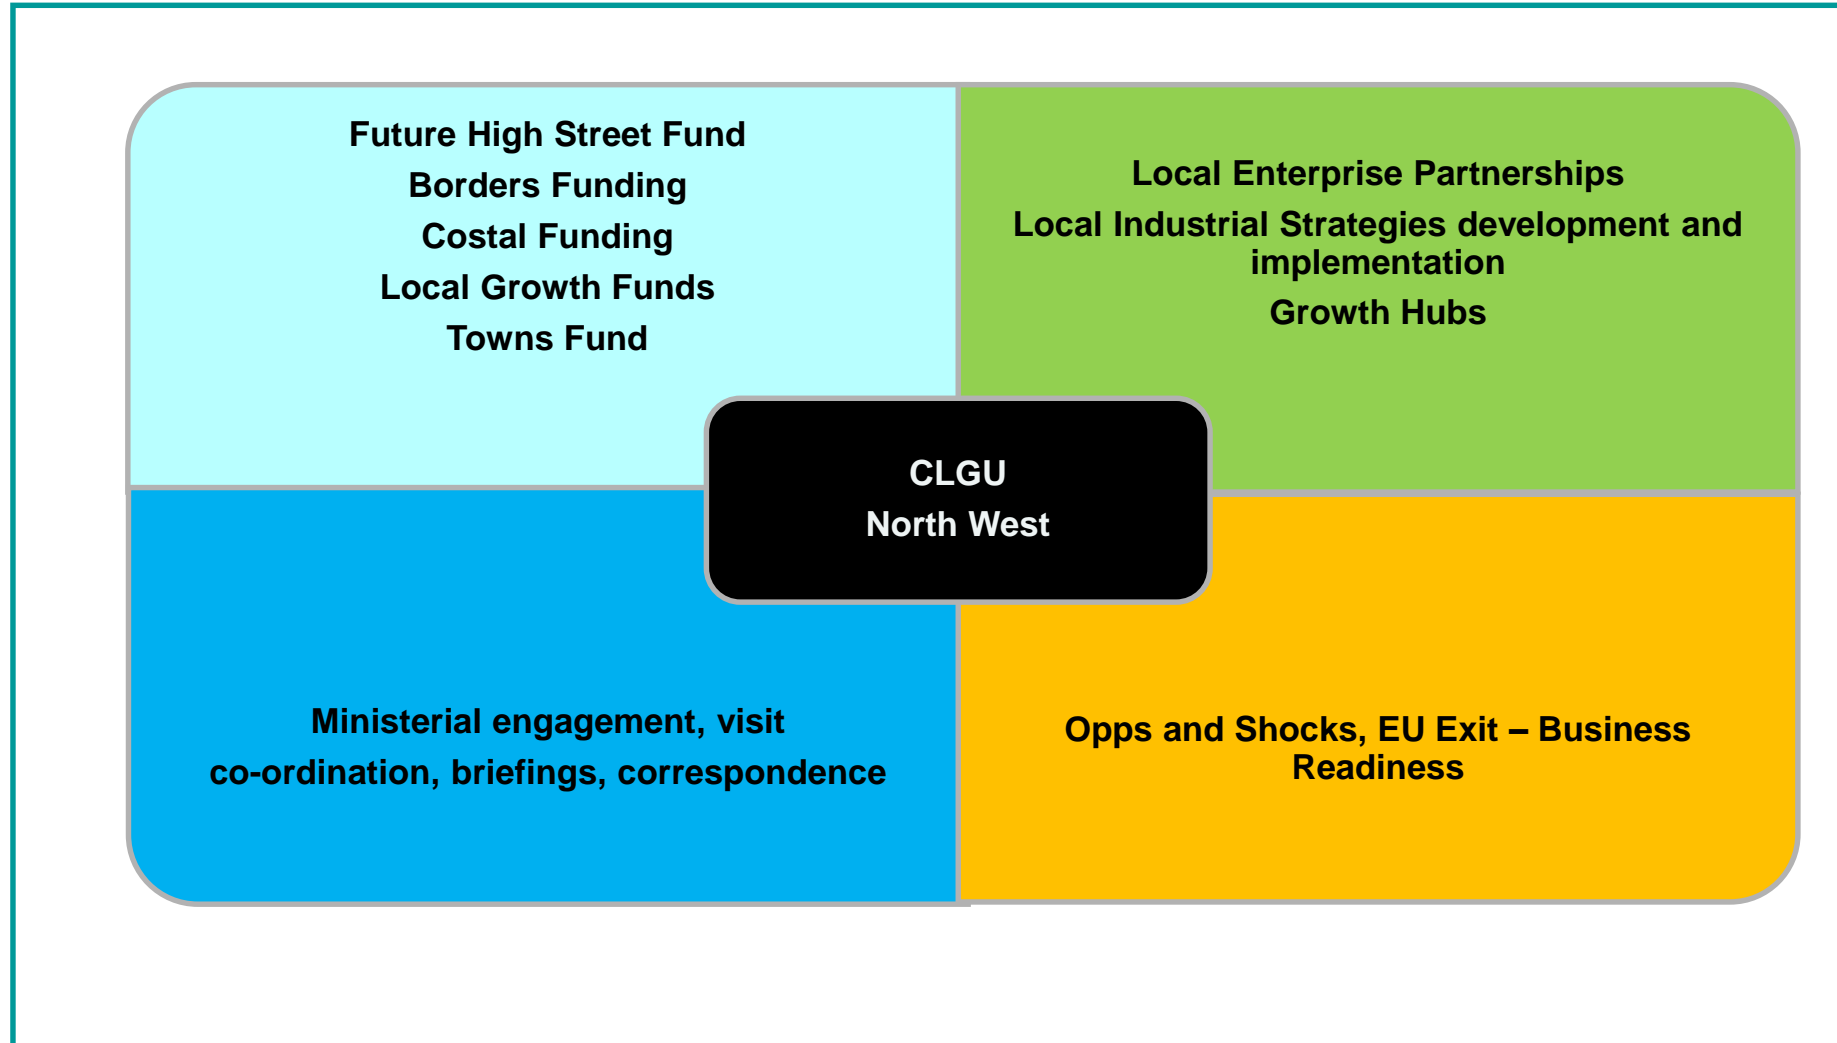 Future High Street Fund
Borders Funding
Costal Funding
Local Growth Funds
Towns Fund
Local Enterprise Partnerships
Local Industrial Strategies development and
implementation
Growth Hubs
CLGU
North West
Ministerial engagement, visit
co-ordination, briefings, correspondence
Opps and Shocks, EU Exit – Business
Readiness